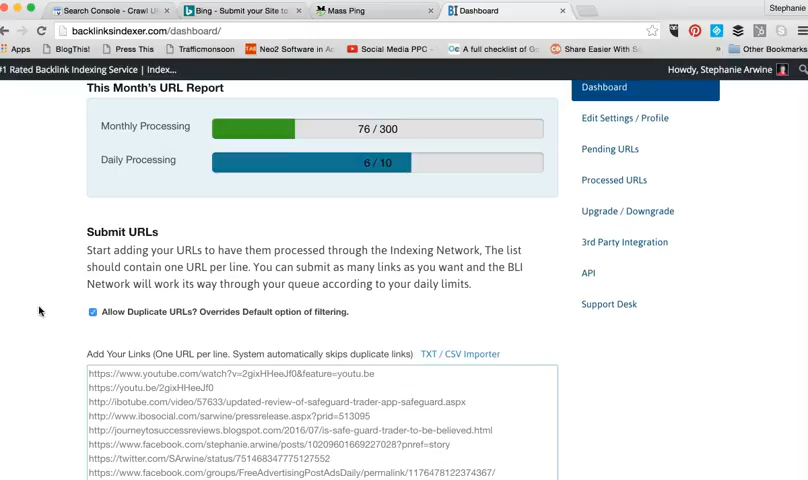 Stephanie
Search Console - Crawl U
Bing - Submit your Site to
Mass Ping
Dashboard
backlinksindexer.com/dashboard/
Apps
BlogThis!
Press This
Trafficmonsoon
Neo2 Software in A
Social Media PPC -
A full checklist of G
Share Easier With S
»
Other Bookmarks
#1 Rated Backlink Indexing Service | Index...
Howdy, Stephanie Arwine
This Month's URL Report
Monthly Processing
76 / 300
Daily Processing
6 / 10
Submit URLs
Start adding your URLs to have them processed through the Indexing Network, The list
should contain one URL per line. You can submit as many links as you want and the BLI
Network will work its way through your queue according to your daily limits.
Allow Duplicate URLs? Overrides Default option of filtering.
Add Your Links (One URL per line. System automatically skips duplicate links) TXT / CSV Importer
https://www.youtube.com/watch?v=2gixHHeeJf0&feature=youtu.be
https://youtu.be/2gixHHeeJf0
http://ibotube.com/video/57633/updated-review-of-safeguard-trader-app-safeguard.aspx
http://www.ibosocial.com/sarwine/pressrelease.aspx?prid=513095
http://journeytosuccessreviews.blogspot.com/2016/07/is-safe-guard-trader-to-be-believed.html
https://www.facebook.com/stephanie.arwine/posts/10209601669227028?pnref=story
https://twitter.com/SArwine/status/751468347775127552
https://www.facebook.com/groups/FreeAdvertisingPostAdsDaily/permalink/1176478122374367/
Dashboard
Edit Settings / Profile
Pending URLs
Processed URLs
Upgrade / Downgrade
3rd Party Integration
API
Support Desk